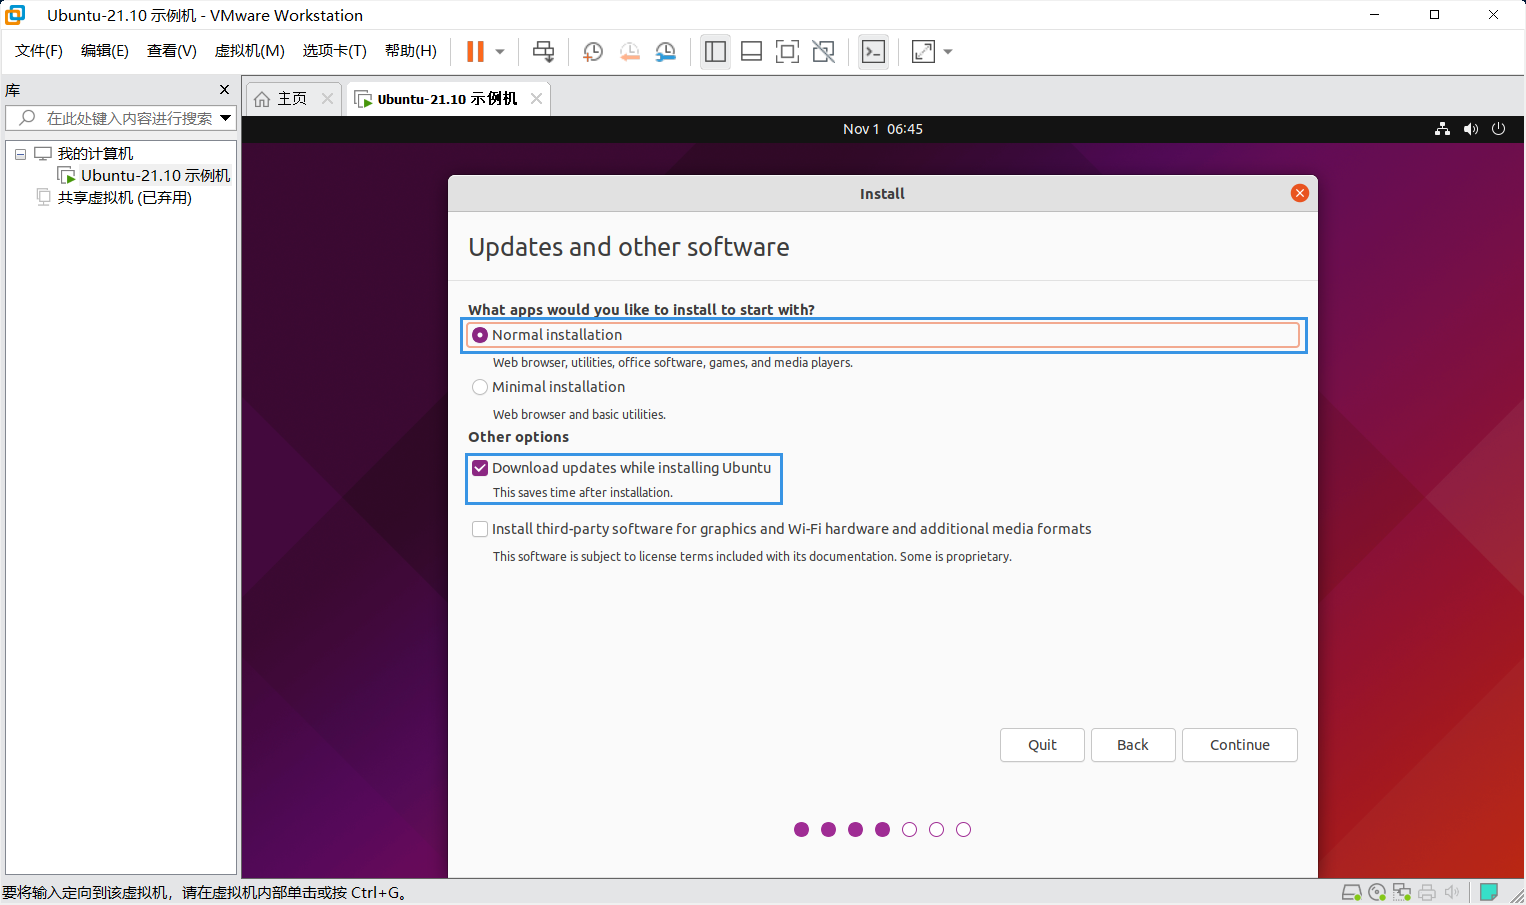 Ubuntu-21.10 示例机 - VMware Workstation
文件(F) 编辑(E) 查看(V) 虚拟机(M) 选项卡(T) 帮助(H)
库
主页
Ubuntu-21.10 示例机
在此处键入内容进行搜索
我的计算机
Ubuntu-21.10 示例机
共享虚拟机 (已弃用)
Nov 1 06:45
Install
Updates and other software
What apps would you like to install to start with?
Normal installation
Web browser, utilities, office software, games, and media players.
Minimal installation
Web browser and basic utilities.
Other options
Download updates while installing Ubuntu
This saves time after installation.
Install third-party software for graphics and Wi-Fi hardware and additional media formats
This software is subject to license terms included with its documentation. Some is proprietary.
Quit Back Continue
要将输入定向到该虚拟机，请在虚拟机内部单击或按 Ctrl+G。